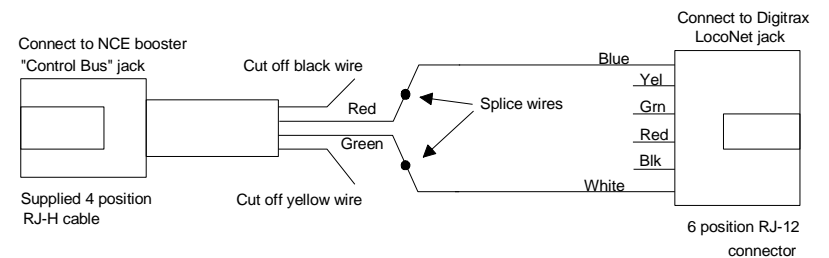 Connect to NCE booster
"Control Bus" jack
Cut off black wire
Red
Green
Cut off yellow wire
Supplied 4 position
RJ-H cable
Splice wires
Connect to Digitrax
LocoNet jack
Blue
Yel
Grn
Red
Blk
White
6 position RJ-12
connector